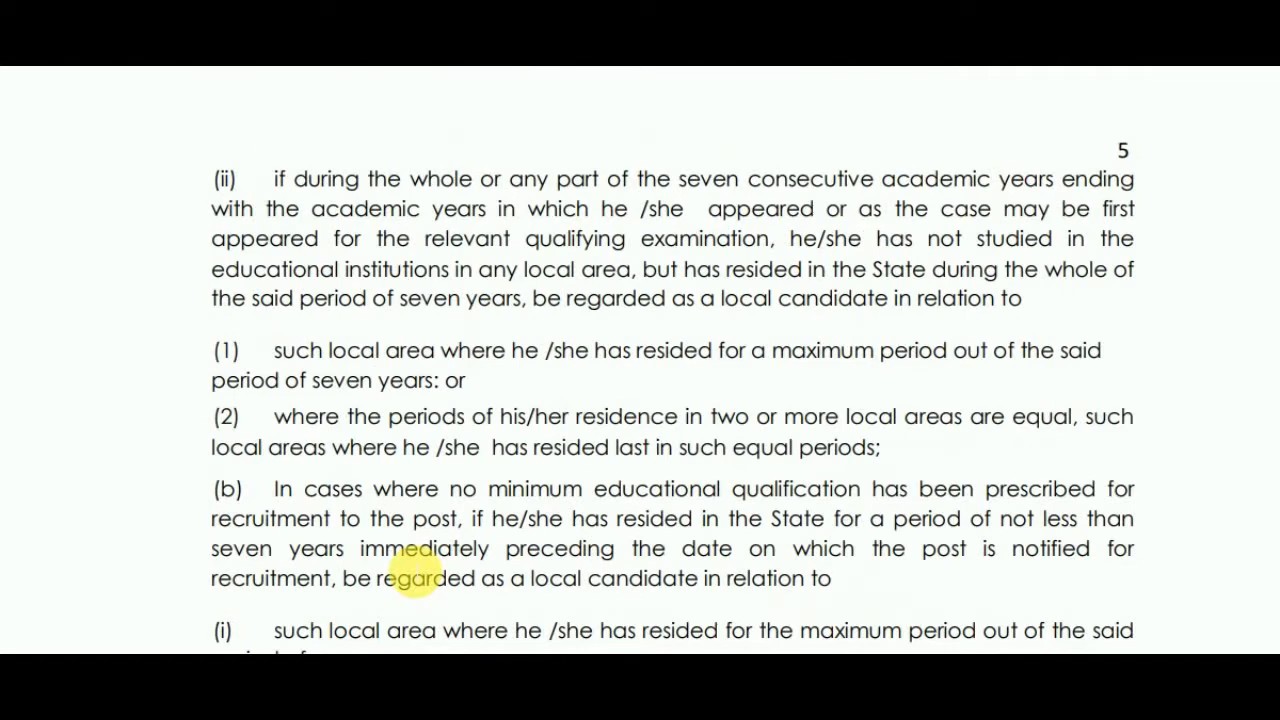 5
(ii) if during the whole or any part of the seven consecutive academic years ending
with the academic years in which he /she appeared or as the case may be first
appeared for the relevant qualifying examination, he/she has not studied in the
educational institutions in any local area, but has resided in the State during the whole of
the said period of seven years, be regarded as a local candidate in relation to
(1) such local area where he /she has resided for a maximum period out of the said
period of seven years: or
(2) where the periods of his/her residence in two or more local areas are equal, such
local areas where he /she has resided last in such equal periods;
(b) In cases where no minimum educational qualification has been prescribed for
recruitment to the post, if he/she has resided in the State for a period of not less than
seven years immediately preceding the date on which the post is notified for
recruitment, be regarded as a local candidate in relation to
(i) such local area where he /she has resided for the maximum period out of the said